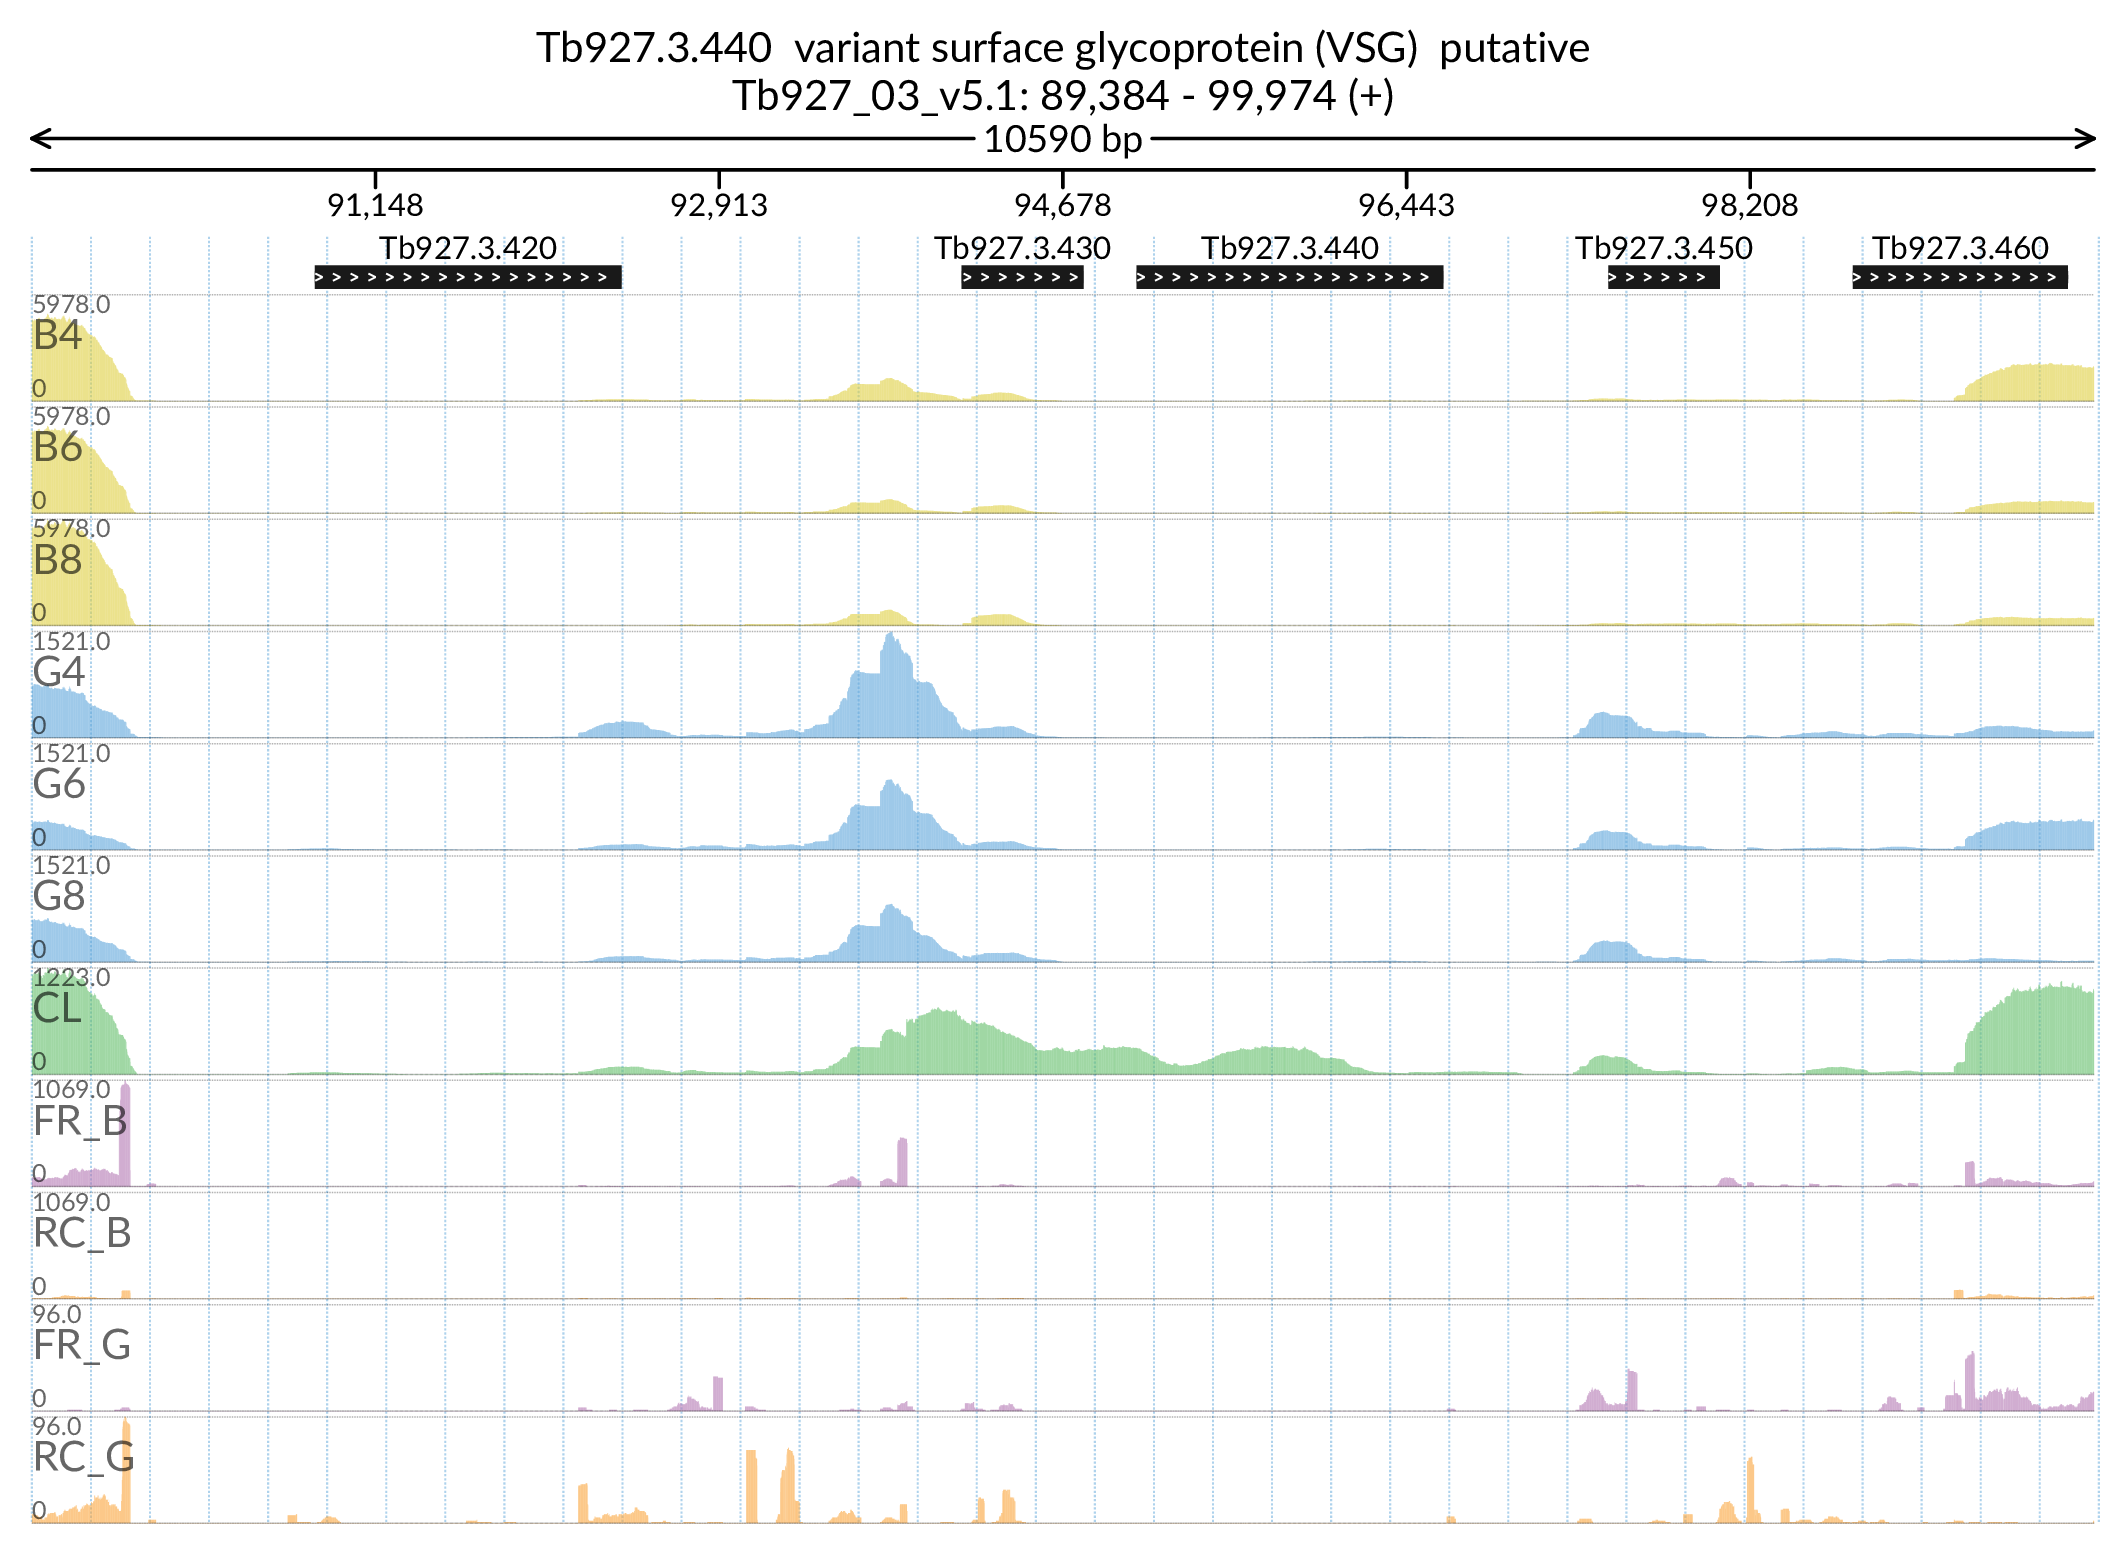 Tb927.3.440  variant surface glycoprotein (VSG)  putative
Tb927_03_v5.1: 89,384 - 99,974 (+)
10590 bp
91,148 92,913 94,678 96,443 98,208
Tb927.3.420 Tb927.3.430 Tb927.3.440 Tb927.3.450 Tb927.3.460
5978.0
B4
0
5978.0
B6
0
5978.0
B8
0
1521.0
G4
0
1521.0
G6
0
1521.0
G8
0
1223.0
CL
0
1069.0
FR_B
0
1069.0
RC_B
0
96.0
FR_G
0
96.0
RC_G
0